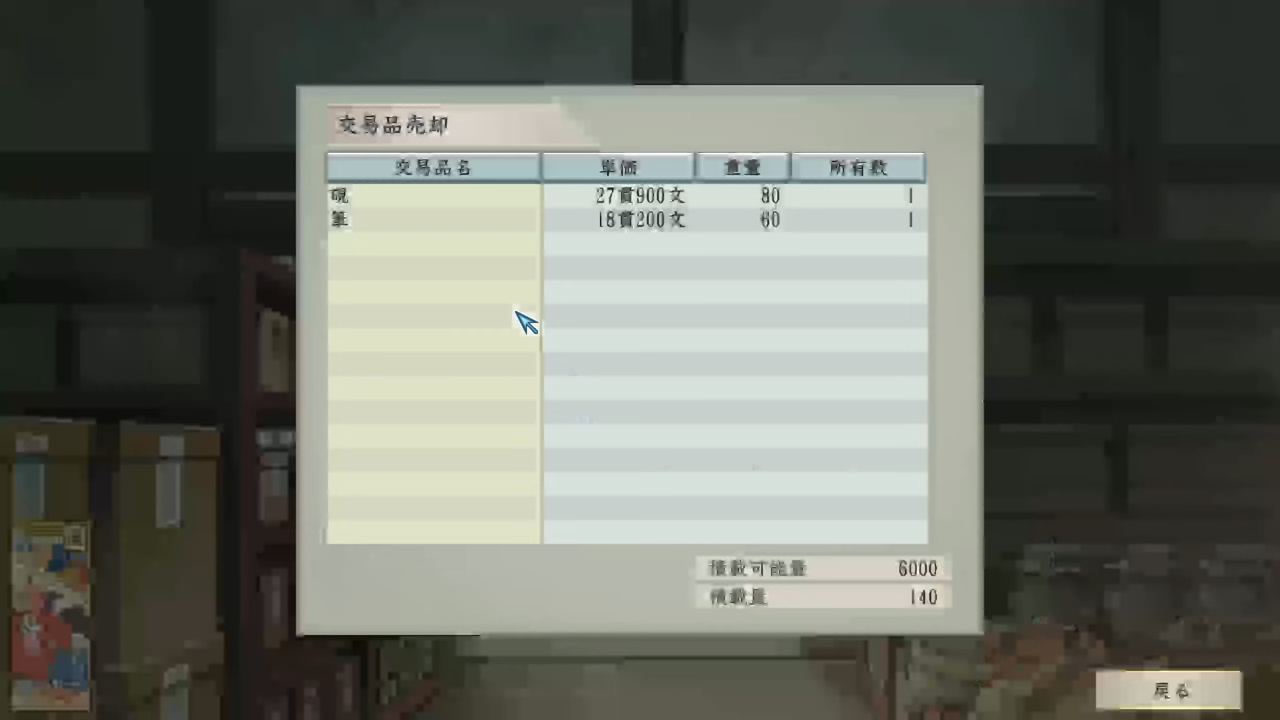 交易品売却
交易品名 単価 重量 所有数
硯 27貫900文 80 1
筆 18貫200文 60 1
積載可能量 6000
積載量 140
戻る